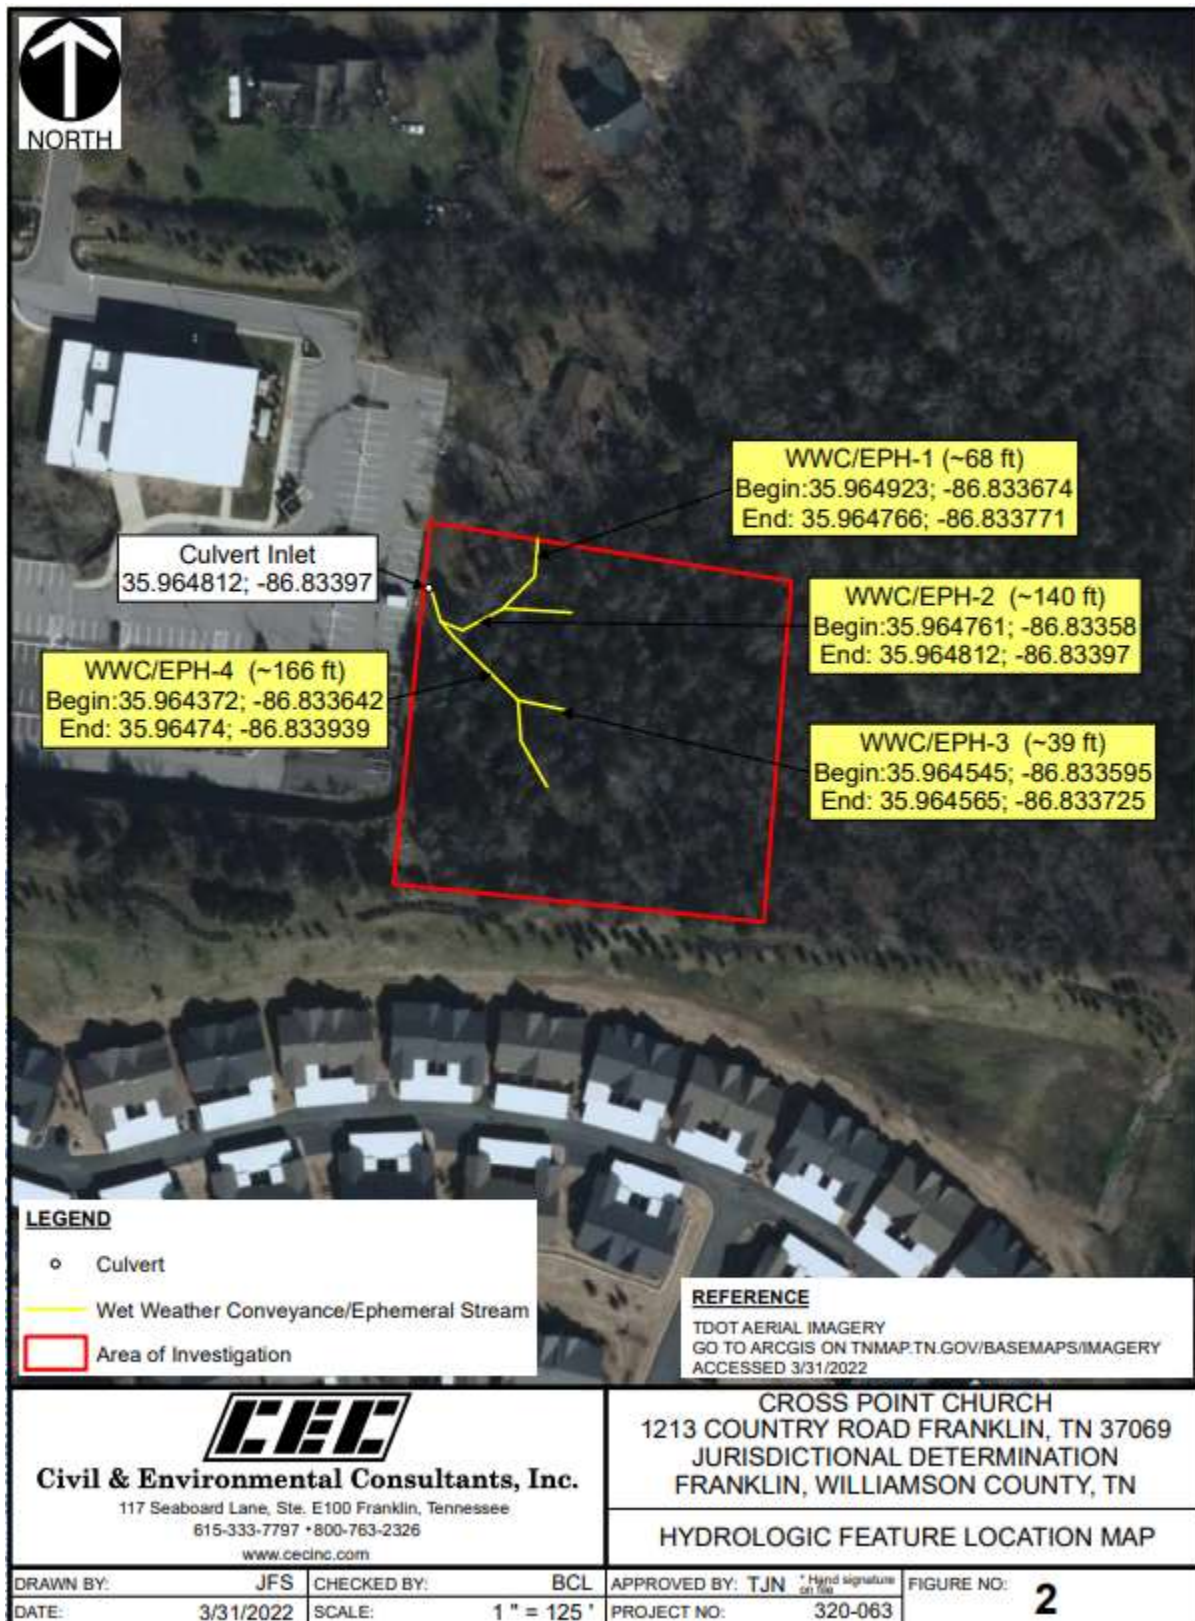 NORTH
WWC/EPH-1 (~68 ft)
Begin:35.964923; -86.833674
End: 35.964766; -86.833771
Culvert Inlet
35.964812; -86.83397
WWC/EPH-2 (~140 ft)
Begin:35.964761; -86.83358
End: 35.964812; -86.83397
WWC/EPH-4 (~166 ft)
Begin:35.964372; -86.833642
End: 35.96474; -86.833939
WWC/EPH-3 (~39 ft)
Begin:35.964545; -86.833595
End: 35.964565; -86.833725
LEGEND
Culvert
Wet Weather Conveyance/Ephemeral Stream
Area of Investigation
REFERENCE
TDOT AERIAL IMAGERY
GO TO ARCGIS ON TNMAP.TN.GOV/BASEMAPS/IMAGERY
ACCESSED 3/31/2022
CEC
Civil & Environmental Consultants, Inc.
117 Seaboard Lane, Ste. E100 Franklin, Tennessee
615-333-7797 • 800-763-2326
www.cecinc.com
CROSS POINT CHURCH
1213 COUNTRY ROAD FRANKLIN, TN 37069
JURISDICTIONAL DETERMINATION
FRANKLIN, WILLIAMSON COUNTY, TN
HYDROLOGIC FEATURE LOCATION MAP
DRAWN BY: JFS CHECKED BY: BCL APPROVED BY: TJN * Hand signature on file FIGURE NO: 2
DATE: 3/31/2022 SCALE: 1 " = 125 ' PROJECT NO: 320-063